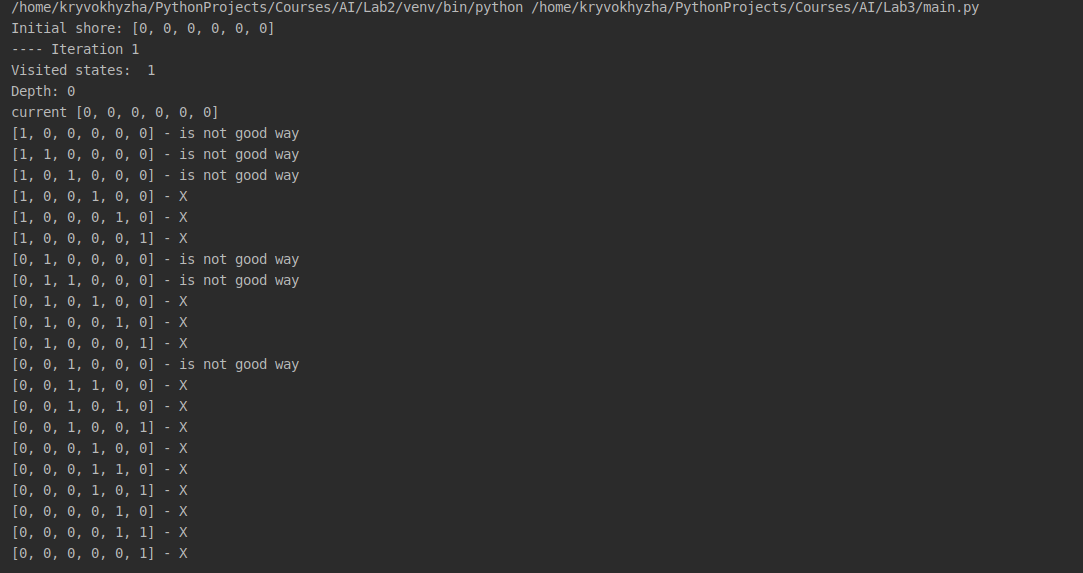 /home/kryvokhyzha/PythonProjects/Courses/AI/Lab2/venv/bin/python /home/kryvokhyzha/PythonProjects/Courses/AI/Lab3/main.py
Initial shore: [0, 0, 0, 0, 0, 0]
---- Iteration 1
Visited states:  1
Depth: 0
current [0, 0, 0, 0, 0, 0]
[1, 0, 0, 0, 0, 0] - is not good way
[1, 1, 0, 0, 0, 0] - is not good way
[1, 0, 1, 0, 0, 0] - is not good way
[1, 0, 0, 1, 0, 0] - X
[1, 0, 0, 0, 1, 0] - X
[1, 0, 0, 0, 0, 1] - X
[0, 1, 0, 0, 0, 0] - is not good way
[0, 1, 1, 0, 0, 0] - is not good way
[0, 1, 0, 1, 0, 0] - X
[0, 1, 0, 0, 1, 0] - X
[0, 1, 0, 0, 0, 1] - X
[0, 0, 1, 0, 0, 0] - is not good way
[0, 0, 1, 1, 0, 0] - X
[0, 0, 1, 0, 1, 0] - X
[0, 0, 1, 0, 0, 1] - X
[0, 0, 0, 1, 0, 0] - X
[0, 0, 0, 1, 1, 0] - X
[0, 0, 0, 1, 0, 1] - X
[0, 0, 0, 0, 1, 0] - X
[0, 0, 0, 0, 1, 1] - X
[0, 0, 0, 0, 0, 1] - X